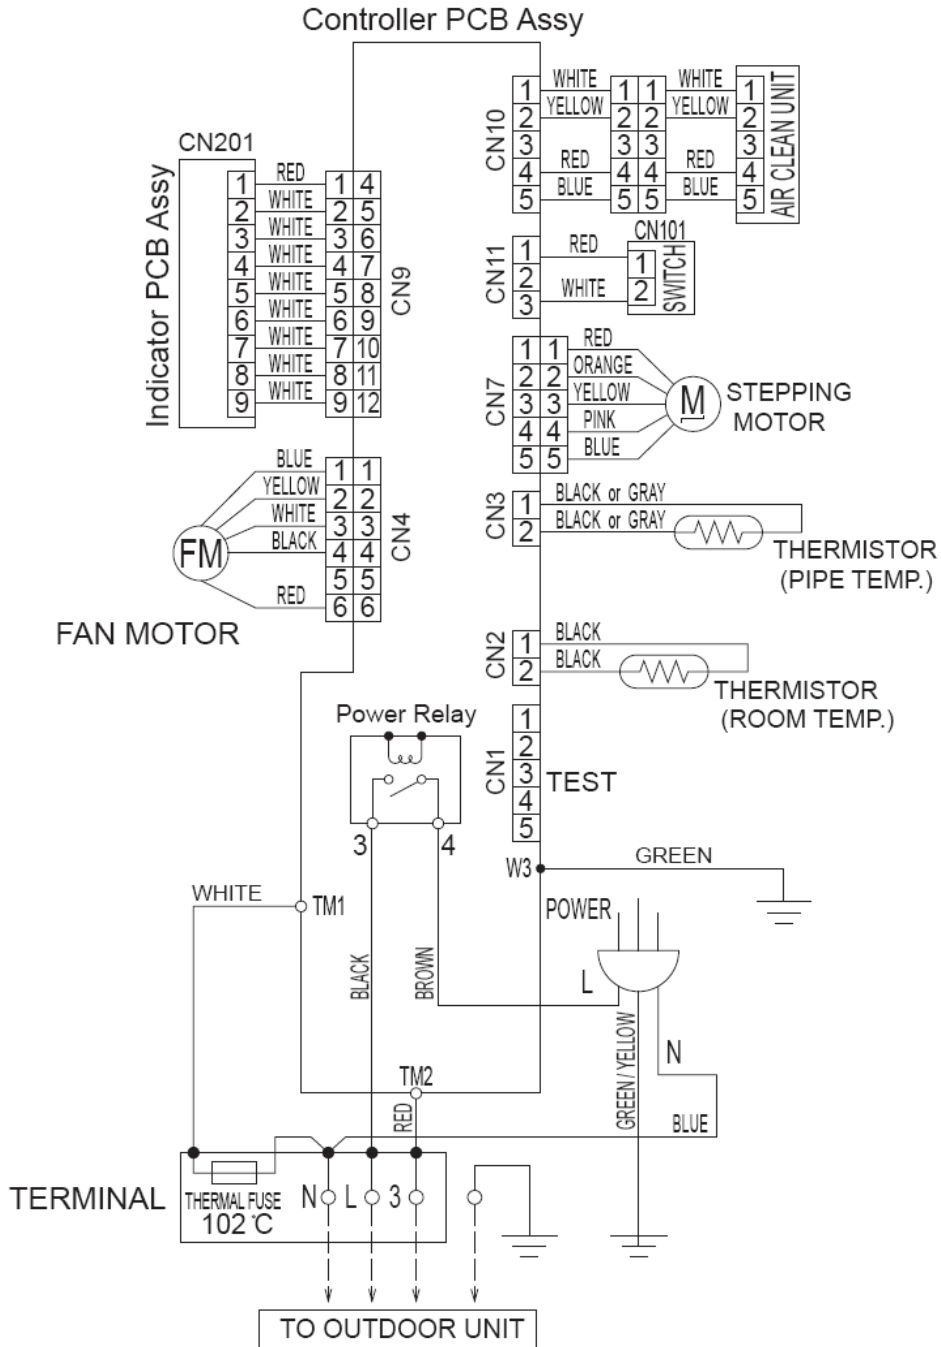 Controller PCB Assy
CN201
Indicator PCB Assy
1 RED 1 4
2 WHITE 2 5
3 WHITE 3 6
4 WHITE 4 7
5 WHITE 5 8
6 WHITE 6 9
7 WHITE 7 10
8 WHITE 8 11
9 WHITE 9 12
CN9
BLUE 1 1
YELLOW 2 2
WHITE 3 3
BLACK 4 4
5 5
RED 6 6
CN4
FM
FAN MOTOR
CN10
1 WHITE 1 1 WHITE 1
2 YELLOW 2 2 YELLOW 2
3 3 3 3
4 RED 4 4 RED 4
5 BLUE 5 5 BLUE 5
AIR CLEAN UNIT
CN11
CN101
1 RED 1
2
3 WHITE 2
SWITCH
CN7
1 1 RED
2 2 ORANGE
3 3 YELLOW
4 4 PINK
5 5 BLUE
M
STEPPING
MOTOR
CN3
1 BLACK or GRAY
2 BLACK or GRAY
THERMISTOR
(PIPE TEMP.)
CN2
1 BLACK
2 BLACK
THERMISTOR
(ROOM TEMP.)
CN1
1
2
3
4
5
TEST
Power Relay
3 4
W3
GREEN
WHITE
TM1
POWER
BLACK
BROWN
L
GREEN/YELLOW
N
TM2
RED
BLUE
TERMINAL
THERMAL FUSE
102℃
N L 3
TO OUTDOOR UNIT